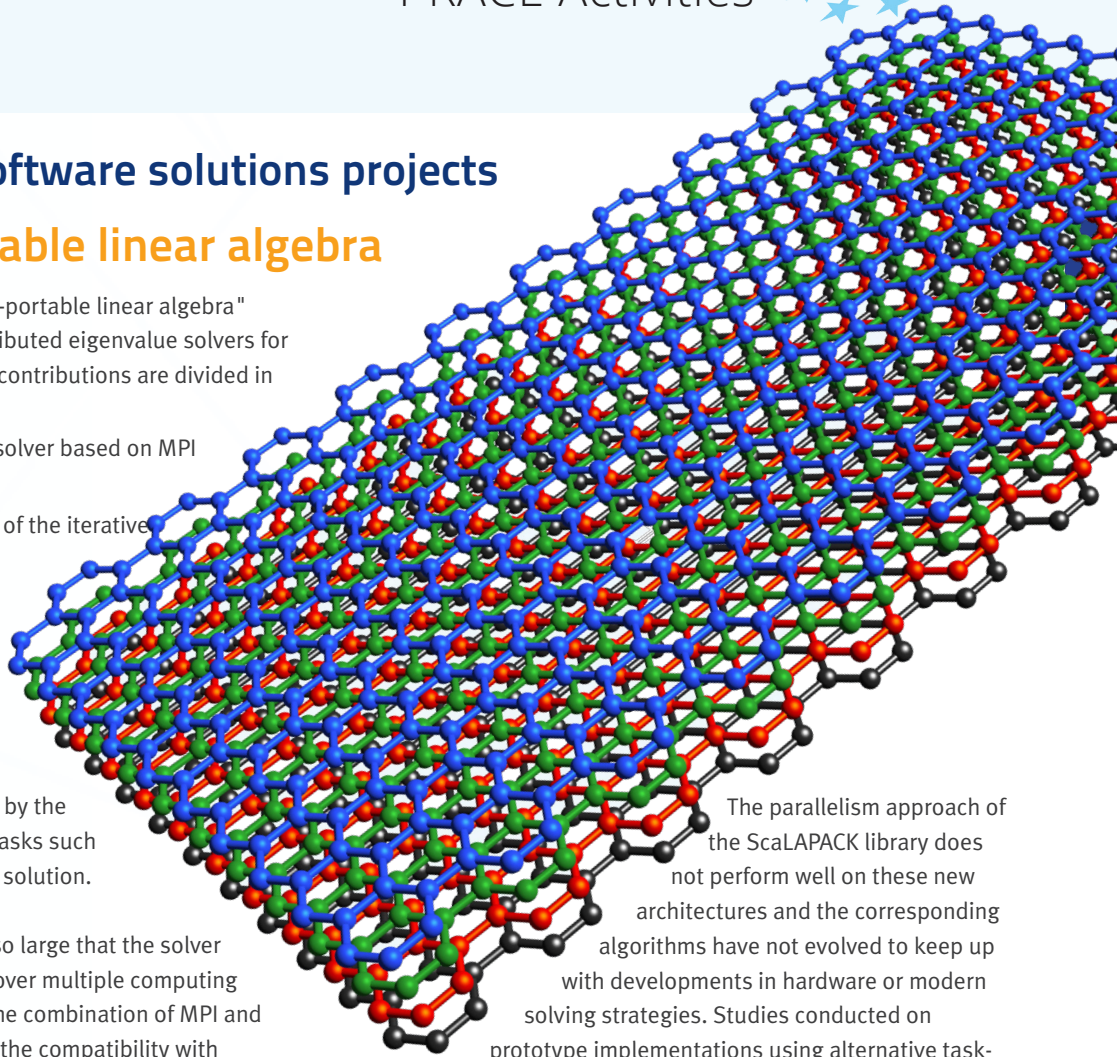 PRACE Activities
software solutions projects
able linear algebra
-portable linear algebra"
ibuted eigenvalue solvers for
contributions are divided in
solver based on MPI
of the iterative
by the
asks such
solution.
so large that the solver
over multiple computing
he combination of MPI and
the compatibility with
The parallelism approach of
the ScaLAPACK library does
not perform well on these new
architectures and the corresponding
algorithms have not evolved to keep up
with developments in hardware or modern
solving strategies. Studies conducted on
prototype implementations using alternative task-